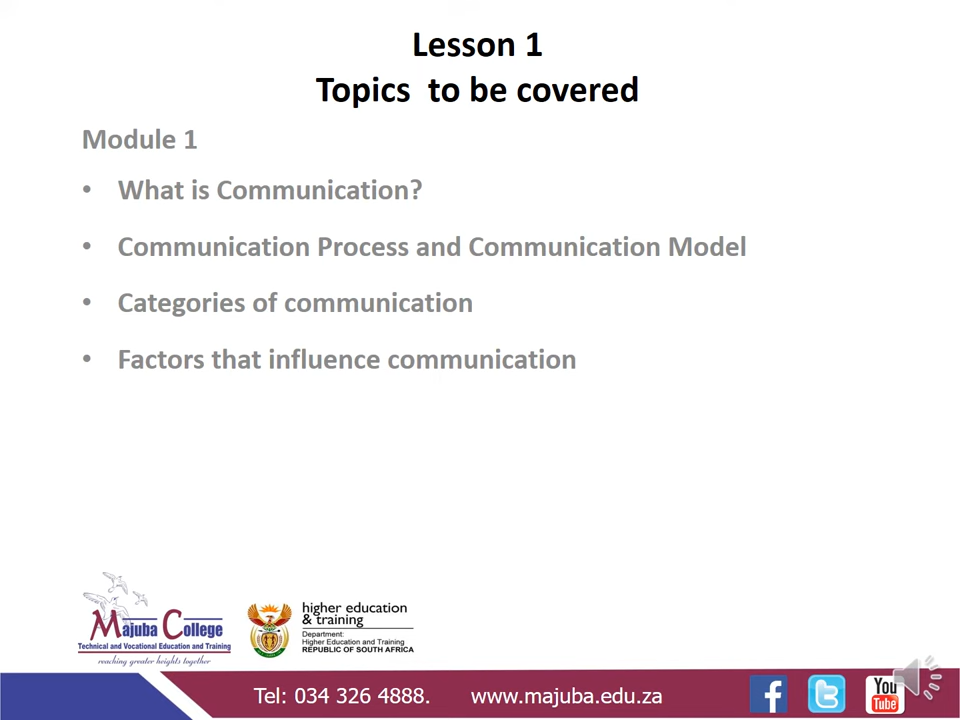 Lesson 1
Topics to be covered
Module 1
• What is Communication?
• Communication Process and Communication Model
• Categories of communication
• Factors that influence communication
Majuba College
Technical and Vocational Education and Training
reaching greater heights together
higher education
& training
Department:
Higher Education and Training
REPUBLIC OF SOUTH AFRICA
Tel: 034 326 4888. www.majuba.edu.za
You
Tube